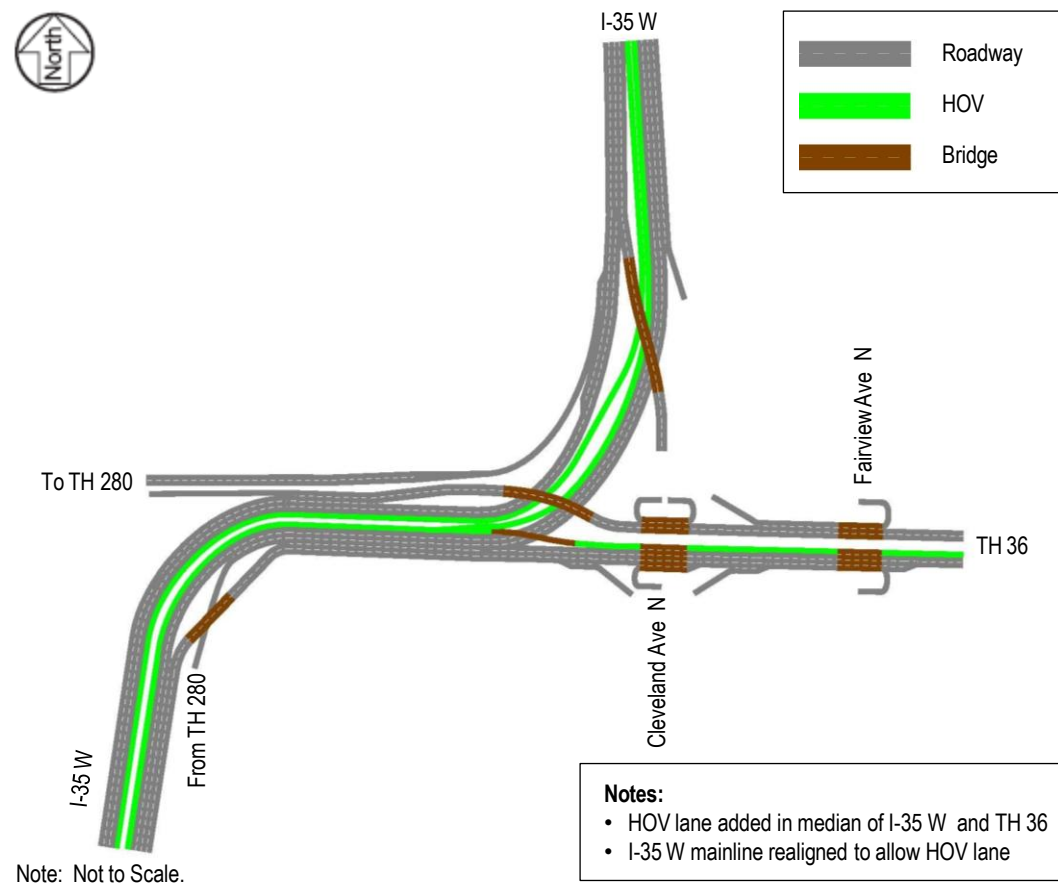 I-35 W
North
Roadway
HOV
Bridge
Fairview Ave N
To TH 280
TH 36
Cleveland Ave N
From TH 280
I-35 W
Notes:
• HOV lane added in median of I-35 W and TH 36
• I-35 W mainline realigned to allow HOV lane
Note: Not to Scale.